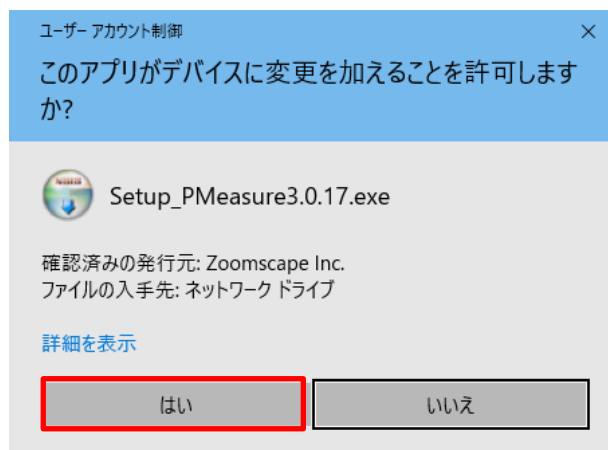 ユーザー アカウント制御
このアプリがデバイスに変更を加えることを許可します
か?
Setup_PMeasure3.0.17.exe
確認済みの発行元: Zoomscape Inc.
ファイルの入手先: ネットワーク ドライブ
詳細を表示
はい
いいえ